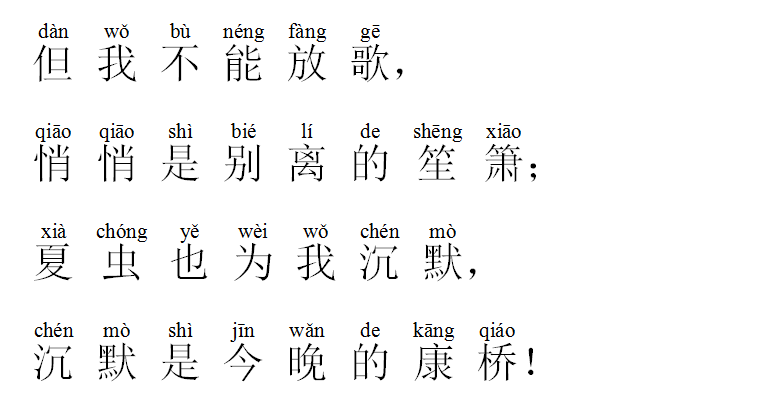 dàn wǒ bù néng fàng gē
但我不能放歌，
qiāo qiāo shì bié lí de shēng xiāo
悄悄是别离的笙箫；
xià chóng yě wèi wǒ chén mò
夏虫也为我沉默，
chén mò shì jīn wǎn de kāng qiáo
沉默是今晚的康桥！